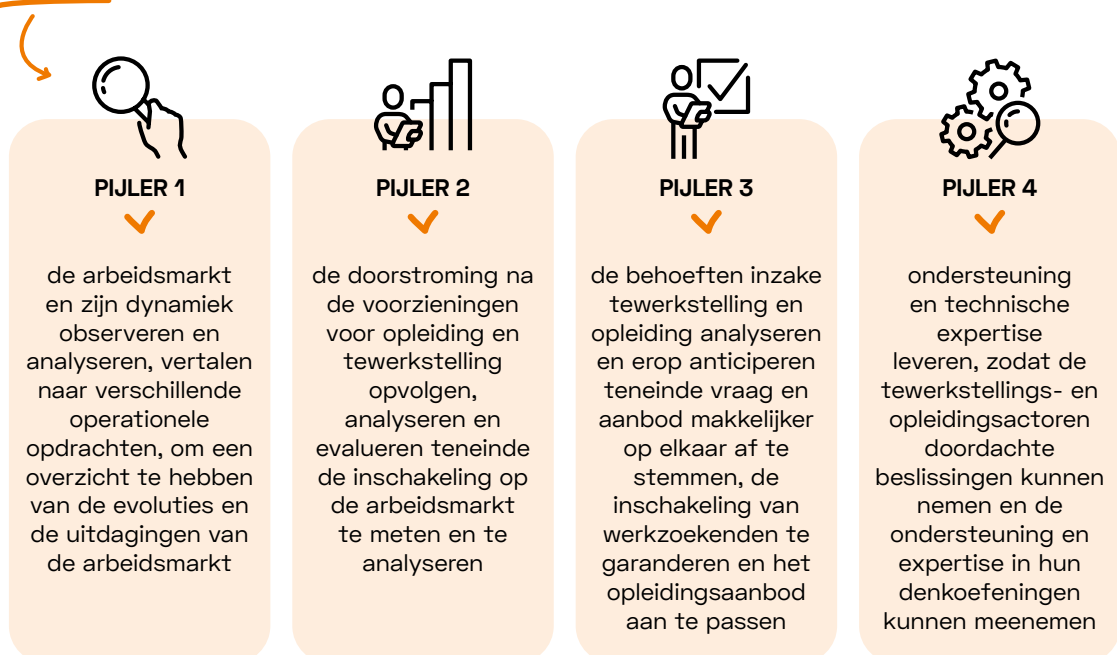 PIJLER 1
de arbeidsmarkt
en zijn dynamiek
observeren en
analyseren, vertalen
naar verschillende
operationele
opdrachten, om een
overzicht te hebben
van de evoluties en
de uitdagingen van
de arbeidsmarkt
PIJLER 2
de doorstroming na
de voorzieningen
voor opleiding en
tewerkstelling
opvolgen,
analyseren en
evalueren teneinde
de inschakeling op
de arbeidsmarkt
te meten en te
analyseren
PIJLER 3
de behoeften inzake
tewerkstelling en
opleiding analyseren
en erop anticiperen
teneinde vraag en
aanbod makkelijker
op elkaar af te
stemmen, de
inschakeling van
werkzoekenden te
garanderen en het
opleidingsaanbod
aan te passen
PIJLER 4
ondersteuning
en technische
expertise
leveren, zodat de
tewerkstellings- en
opleidingsactoren
doordachte
beslissingen kunnen
nemen en de
ondersteuning en
expertise in hun
denkoefeningen
kunnen meenemen